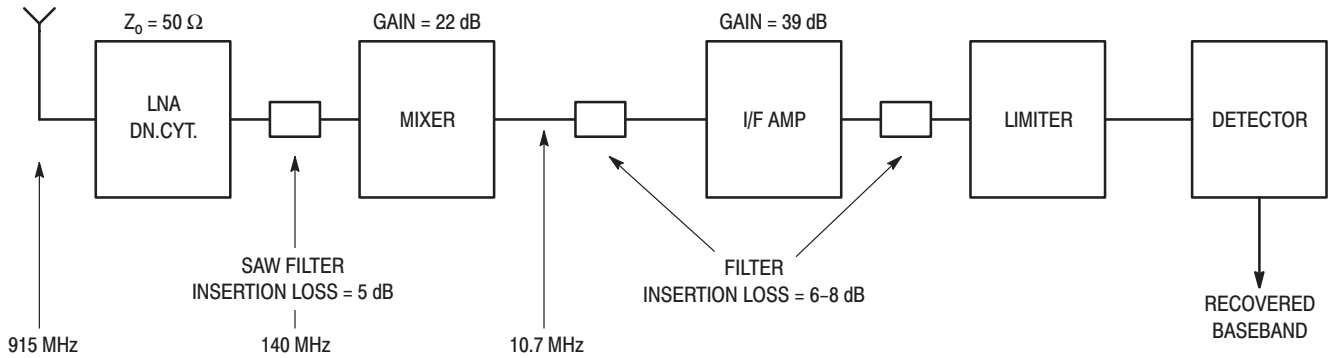 Zo = 50 Ω
GAIN = 22 dB
GAIN = 39 dB
LNA
DN.CYT.
MIXER
I/F AMP
LIMITER
DETECTOR
SAW FILTER
INSERTION LOSS = 5 dB
FILTER
INSERTION LOSS = 6–8 dB
RECOVERED
BASEBAND
915 MHz
140 MHz
10.7 MHz